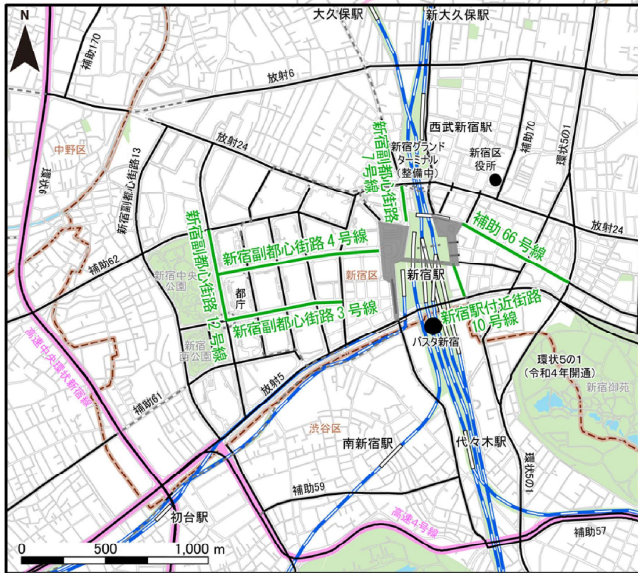 N
大久保駅
新大久保駅
補助170
放射6
西武新宿駅
補助70
環状5の1
中野区
環状6
新宿副都心街路13
放射24
新宿グランド
ターミナル
(整備中)
新宿区
役所
新宿副都心街路
7号線
放射24
補助66号線
新宿副都心街路4号線
新宿副都心街路12号線
補助62
新宿中央
公園
都
庁
新宿区
新宿駅
新宿副都心街路3号線
新宿駅付近街路
10号線
バスタ新宿
南公園
高速中央環状新宿線
環状5の1
(令和4年開通)
新宿御苑
補助61
放射5
渋谷区
南新宿駅
代々木駅
環状5の1
補助59
初台駅
高速4号線
補助57
0 500 1,000 m